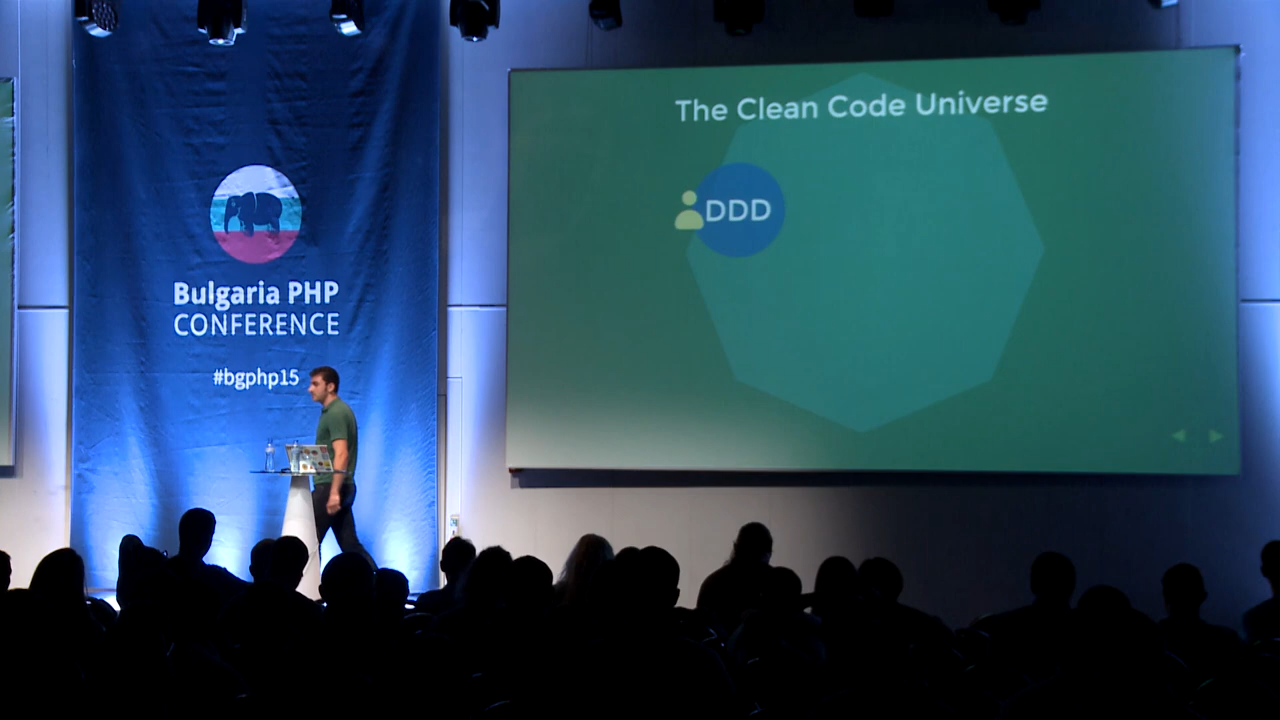 Bulgaria PHP
CONFERENCE
#bgphp15
The Clean Code Universe
DDD